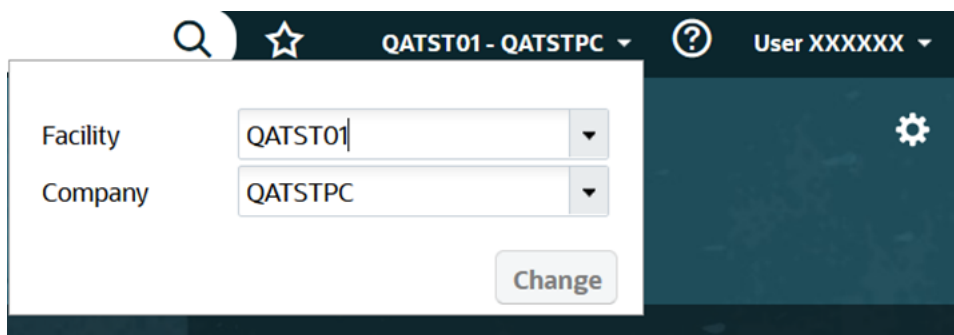 QATST01 - QATSTPC
User XXXXXX
Facility
QATST01
Company
QATSTPC
Change